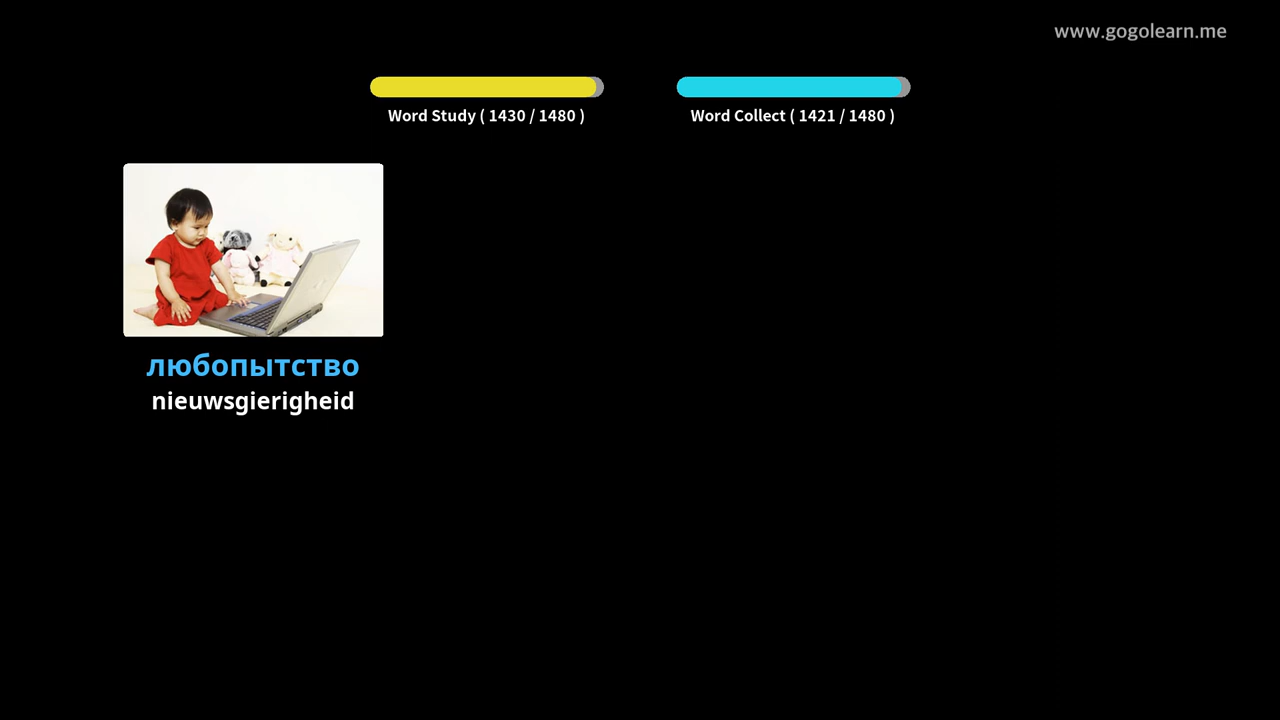 www.gogolearn.me
Word Study ( 1430 / 1480 )
Word Collect ( 1421 / 1480 )
любопытство
nieuwsgierigheid